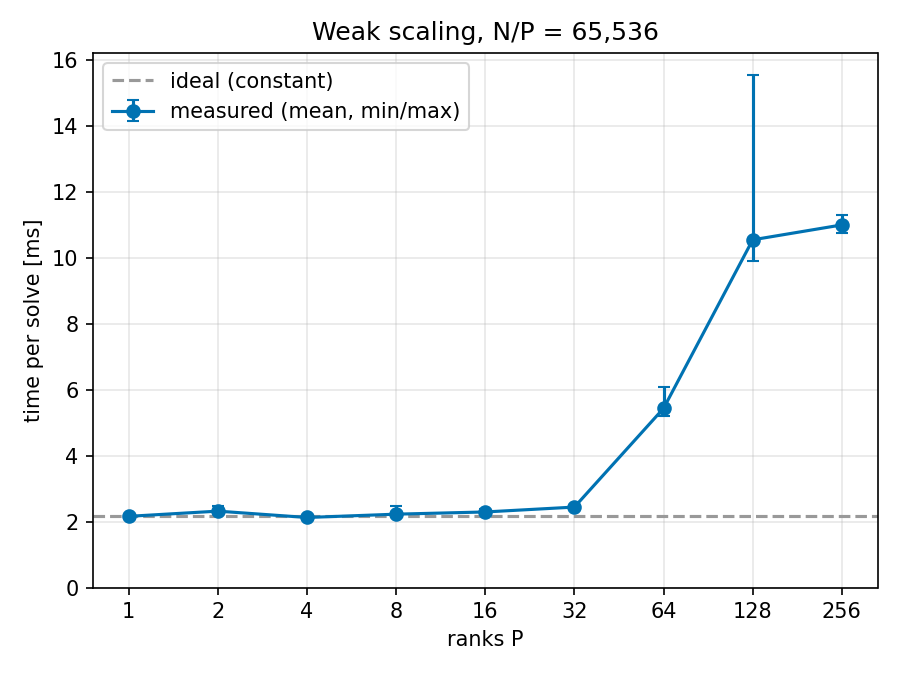 Weak scaling, N/P = 65,536
ideal (constant)
measured (mean, min/max)
time per solve [ms]
16
14
12
10
8
6
4
2
0
1 2 4 8 16 32 64 128 256
ranks P